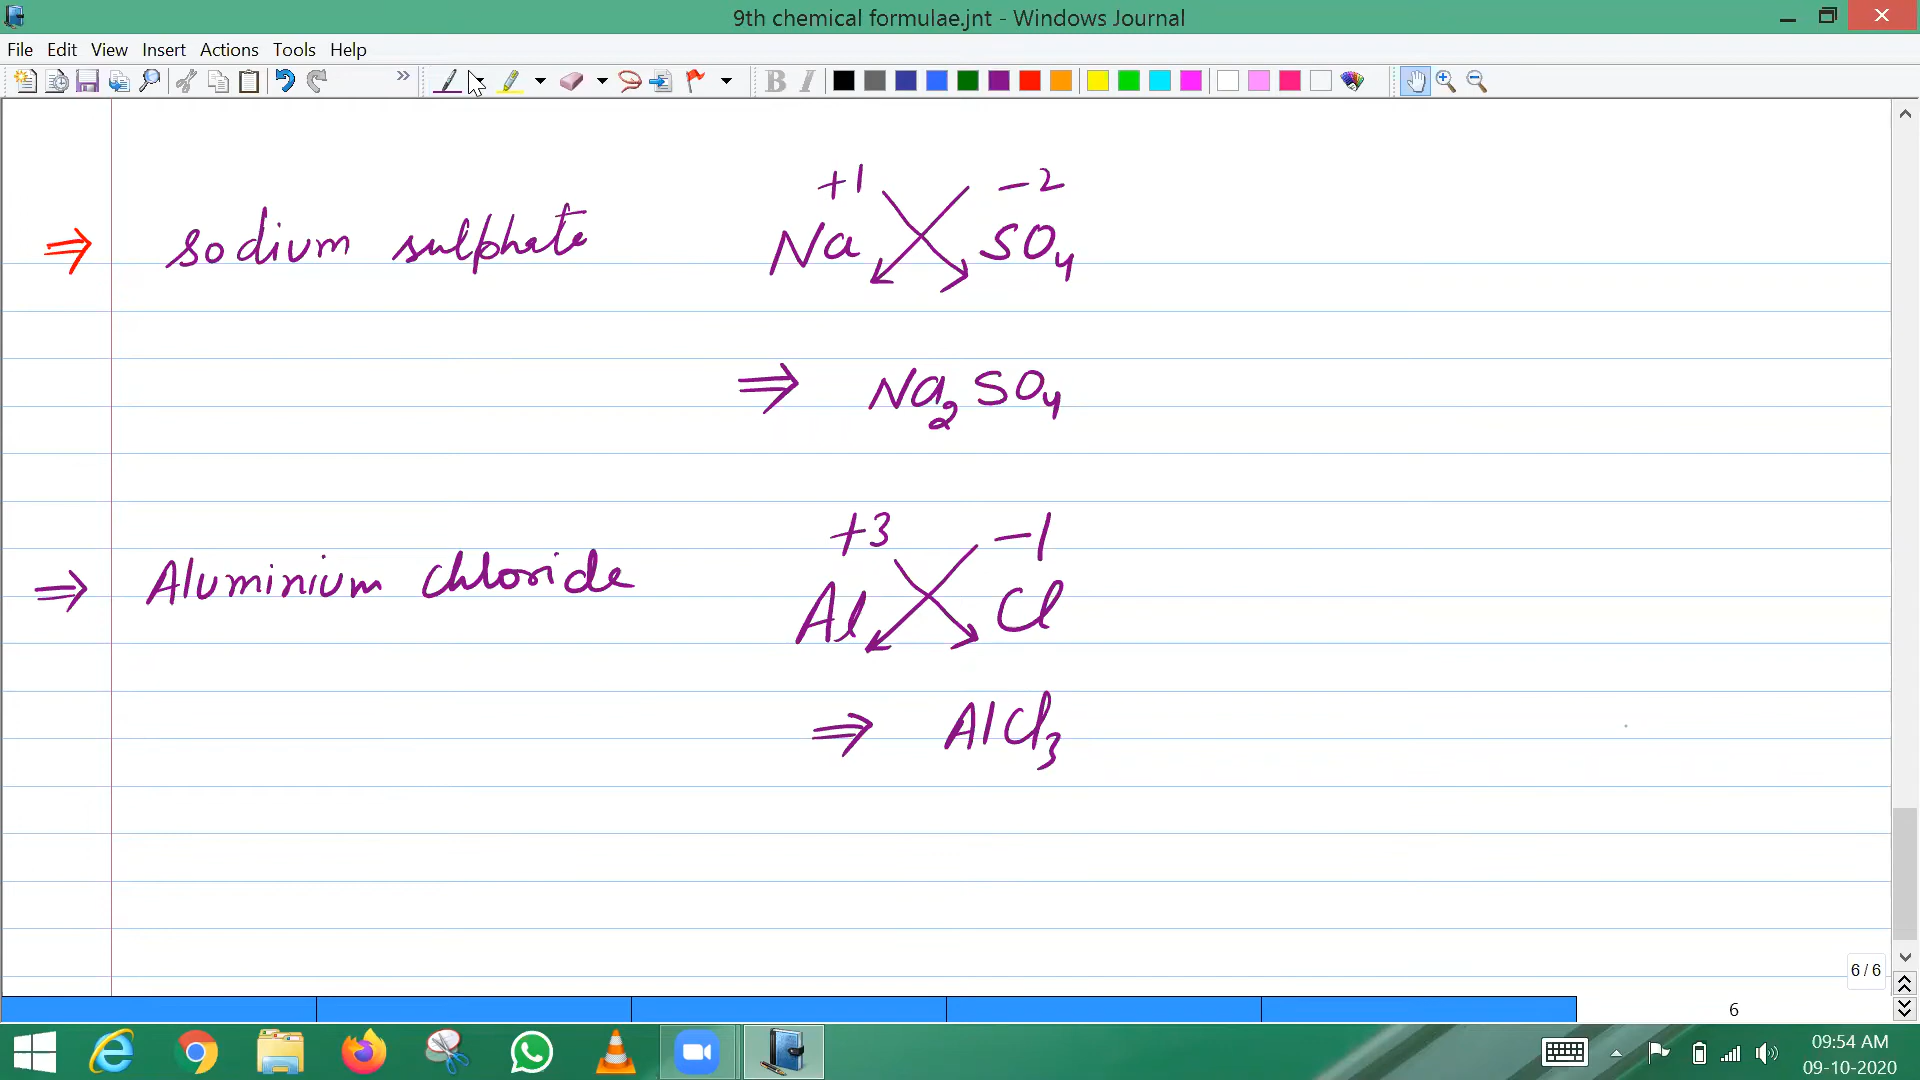 9th chemical formulae.jnt - Windows Journal
File Edit View Insert Actions Tools Help
B I
+1 -2
⇒ sodium sulphate Na SO₄
⇒ Na₂SO₄
+3 -1
⇒ Aluminium chloride Al Cl
⇒ AlCl₃
6 / 6
6
09:54 AM
09-10-2020